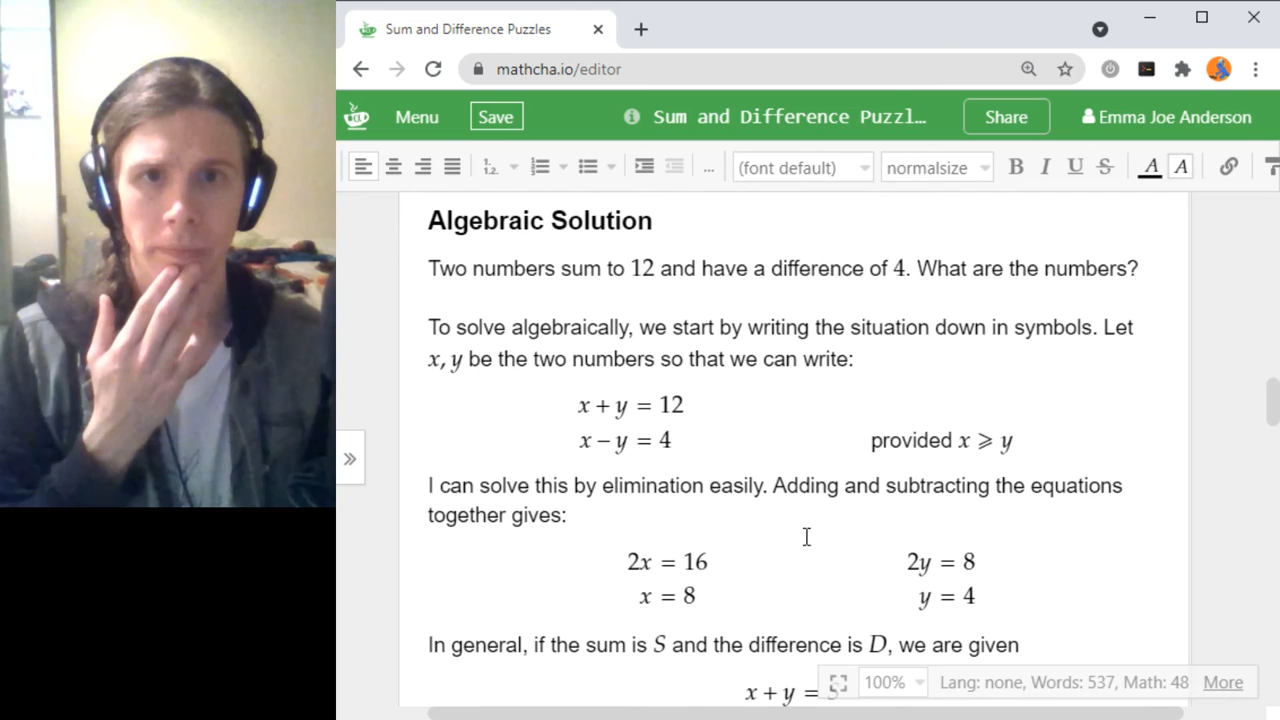 Sum and Difference Puzzles
mathcha.io/editor
Menu
Save
Sum and Difference Puzzl...
Share
Emma Joe Anderson
(font default)
normalsize
B I U S A A
Algebraic Solution
Two numbers sum to 12 and have a difference of 4. What are the numbers?
To solve algebraically, we start by writing the situation down in symbols. Let
x, y be the two numbers so that we can write:
x + y = 12
x − y = 4 provided x ⩾ y
I can solve this by elimination easily. Adding and subtracting the equations
together gives:
2x = 16 2y = 8
x = 8 y = 4
In general, if the sum is S and the difference is D, we are given
x + y =
100% Lang: none, Words: 537, Math: 48 More